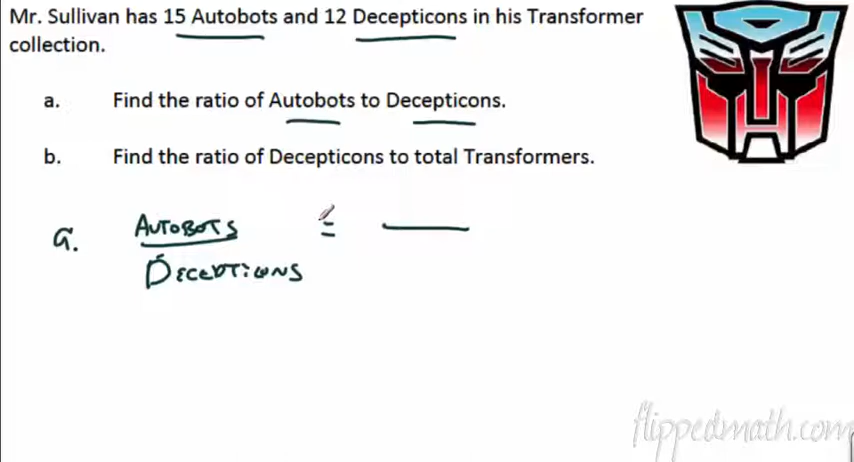 Mr. Sullivan has 15 Autobots and 12 Decepticons in his Transformer
collection.
a. Find the ratio of Autobots to Decepticons.
b. Find the ratio of Decepticons to total Transformers.
a. AUTOBOTS =
DECEPTICONS
flippedmath.com